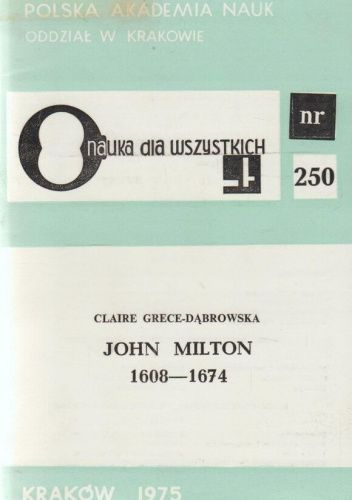 POLSKA AKADEMIA NAUK
ODDZIAŁ W KRAKOWIE
nauka dla wszystkich
nr
250
CLAIRE GRECE-DĄBROWSKA
JOHN MILTON
1608—1674
KRAKÓW 1975